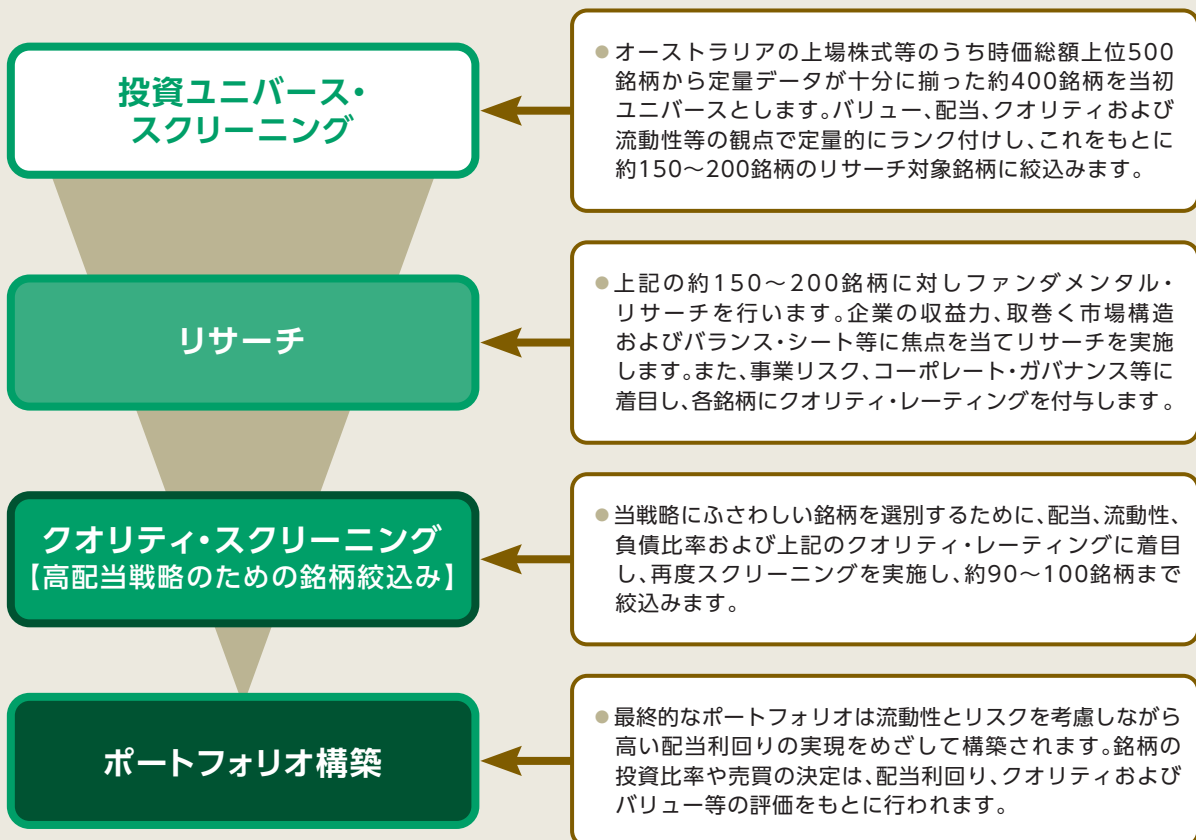 投資ユニバース・
スクリーニング
●オーストラリアの上場株式等のうち時価総額上位500
銘柄から定量データが十分に揃った約400銘柄を当初
ユニバースとします。バリュー、配当、クオリティおよび
流動性等の観点で定量的にランク付けし、これをもとに
約150～200銘柄のリサーチ対象銘柄に絞込みます。
リサーチ
●上記の約150～200銘柄に対しファンダメンタル・
リサーチを行います。企業の収益力、取巻く市場構造
およびバランス・シート等に焦点を当てリサーチを実施
します。また、事業リスク、コーポレート・ガバナンス等に
着目し、各銘柄にクオリティ・レーティングを付与します。
クオリティ・スクリーニング
【高配当戦略のための銘柄絞込み】
●当戦略にふさわしい銘柄を選別するために、配当、流動性、
負債比率および上記のクオリティ・レーティングに着目
し、再度スクリーニングを実施し、約90～100銘柄まで
絞込みます。
ポートフォリオ構築
●最終的なポートフォリオは流動性とリスクを考慮しながら
高い配当利回りの実現をめざして構築されます。銘柄の
投資比率や売買の決定は、配当利回り、クオリティおよび
バリュー等の評価をもとに行われます。